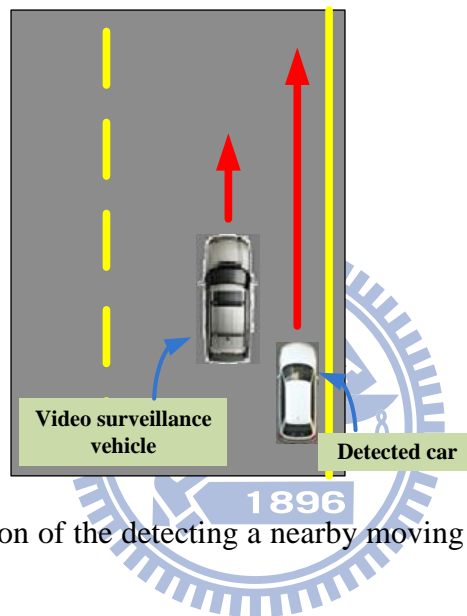 Video surveillance
vehicle
Detected car
1896
on of the detecting a nearby moving